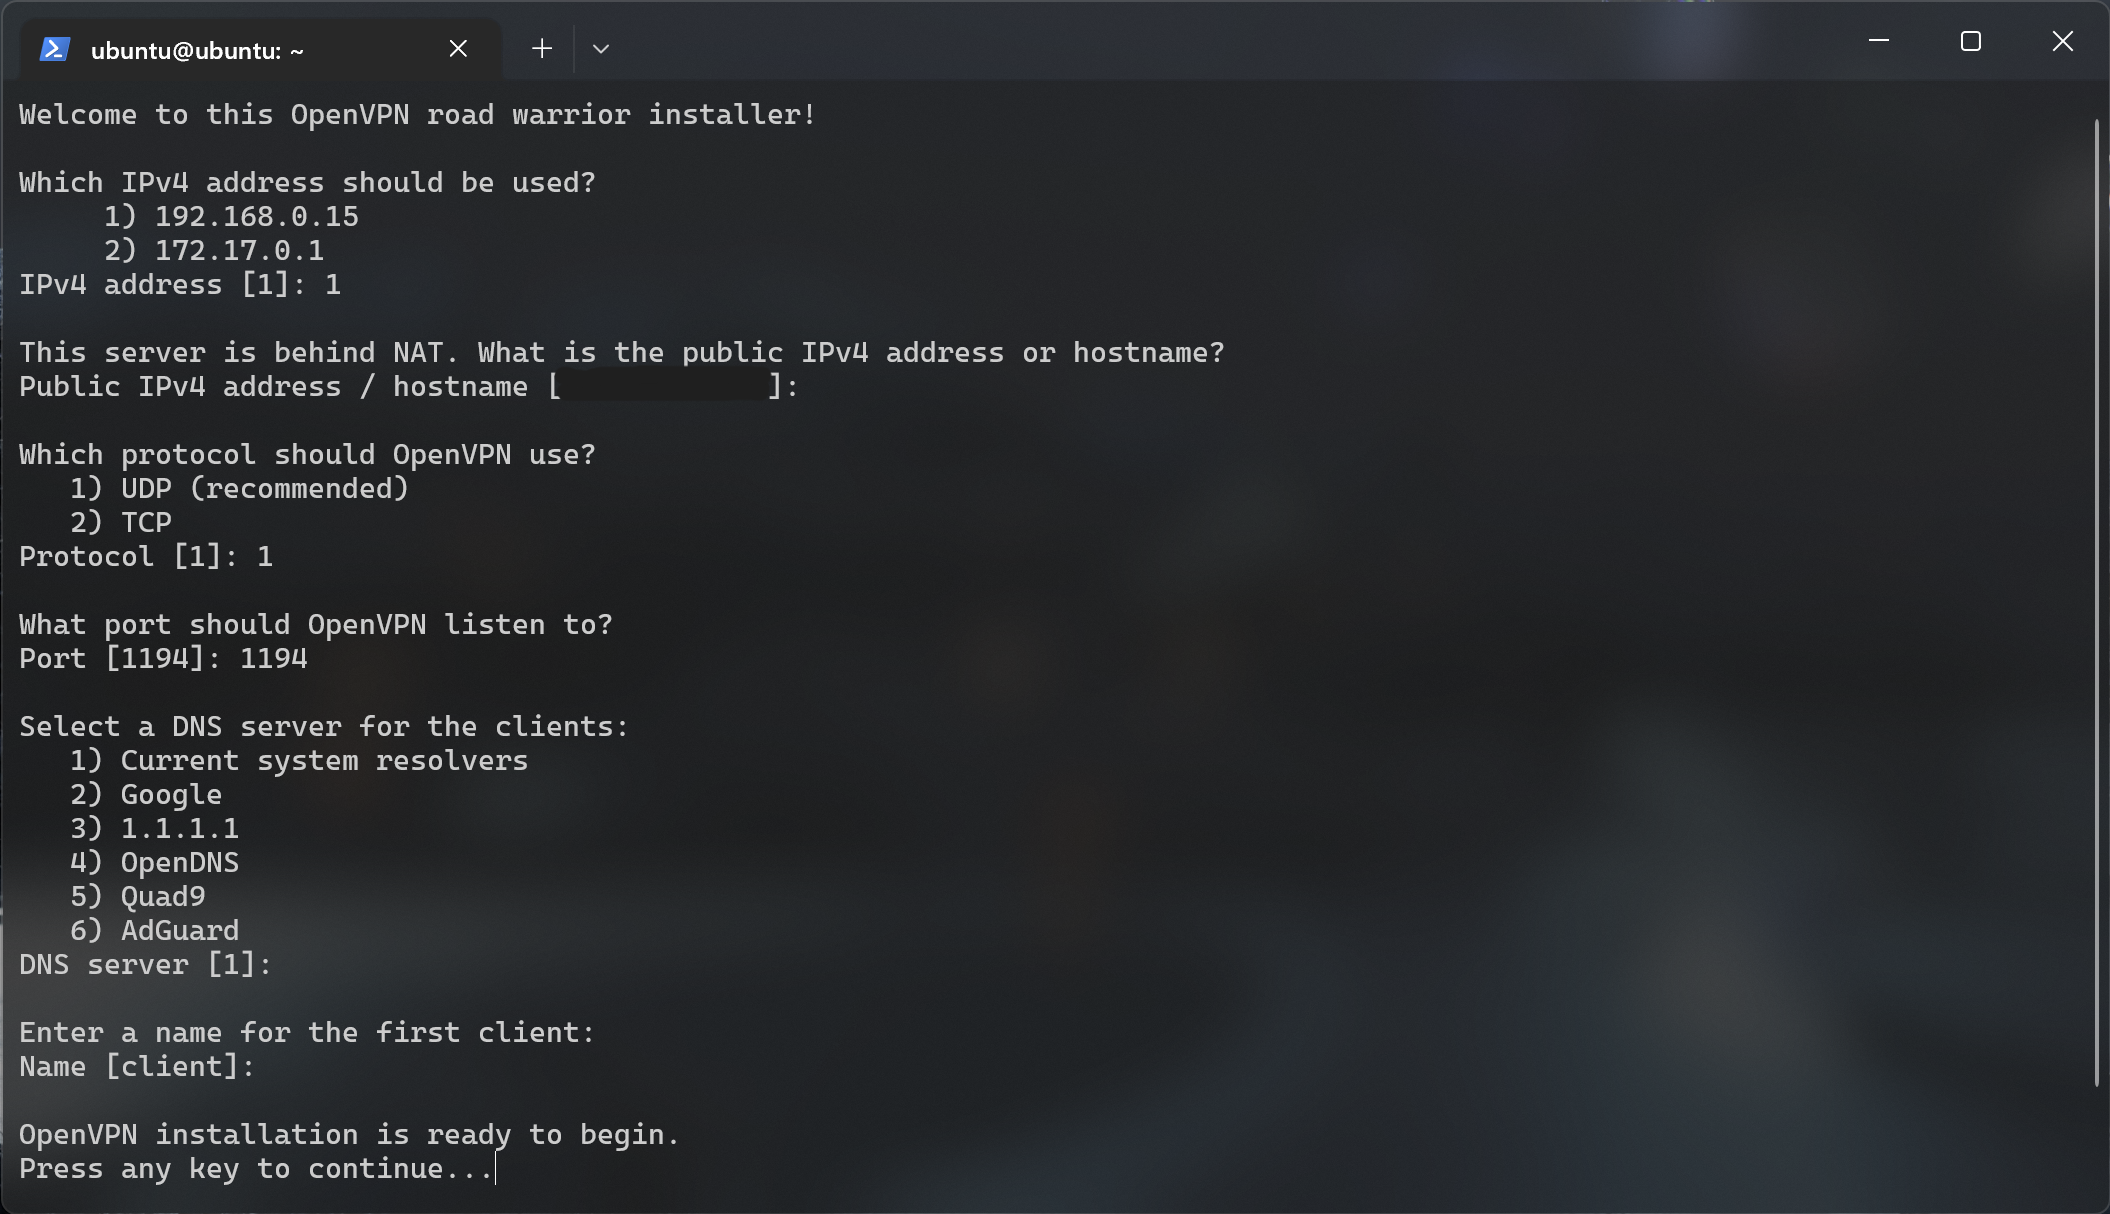 ubuntu@ubuntu: ~
Welcome to this OpenVPN road warrior installer!
Which IPv4 address should be used?
1) 192.168.0.15
2) 172.17.0.1
IPv4 address [1]: 1
This server is behind NAT. What is the public IPv4 address or hostname?
Public IPv4 address / hostname [ ]:
Which protocol should OpenVPN use?
1) UDP (recommended)
2) TCP
Protocol [1]: 1
What port should OpenVPN listen to?
Port [1194]: 1194
Select a DNS server for the clients:
1) Current system resolvers
2) Google
3) 1.1.1.1
4) OpenDNS
5) Quad9
6) AdGuard
DNS server [1]:
Enter a name for the first client:
Name [client]:
OpenVPN installation is ready to begin.
Press any key to continue...